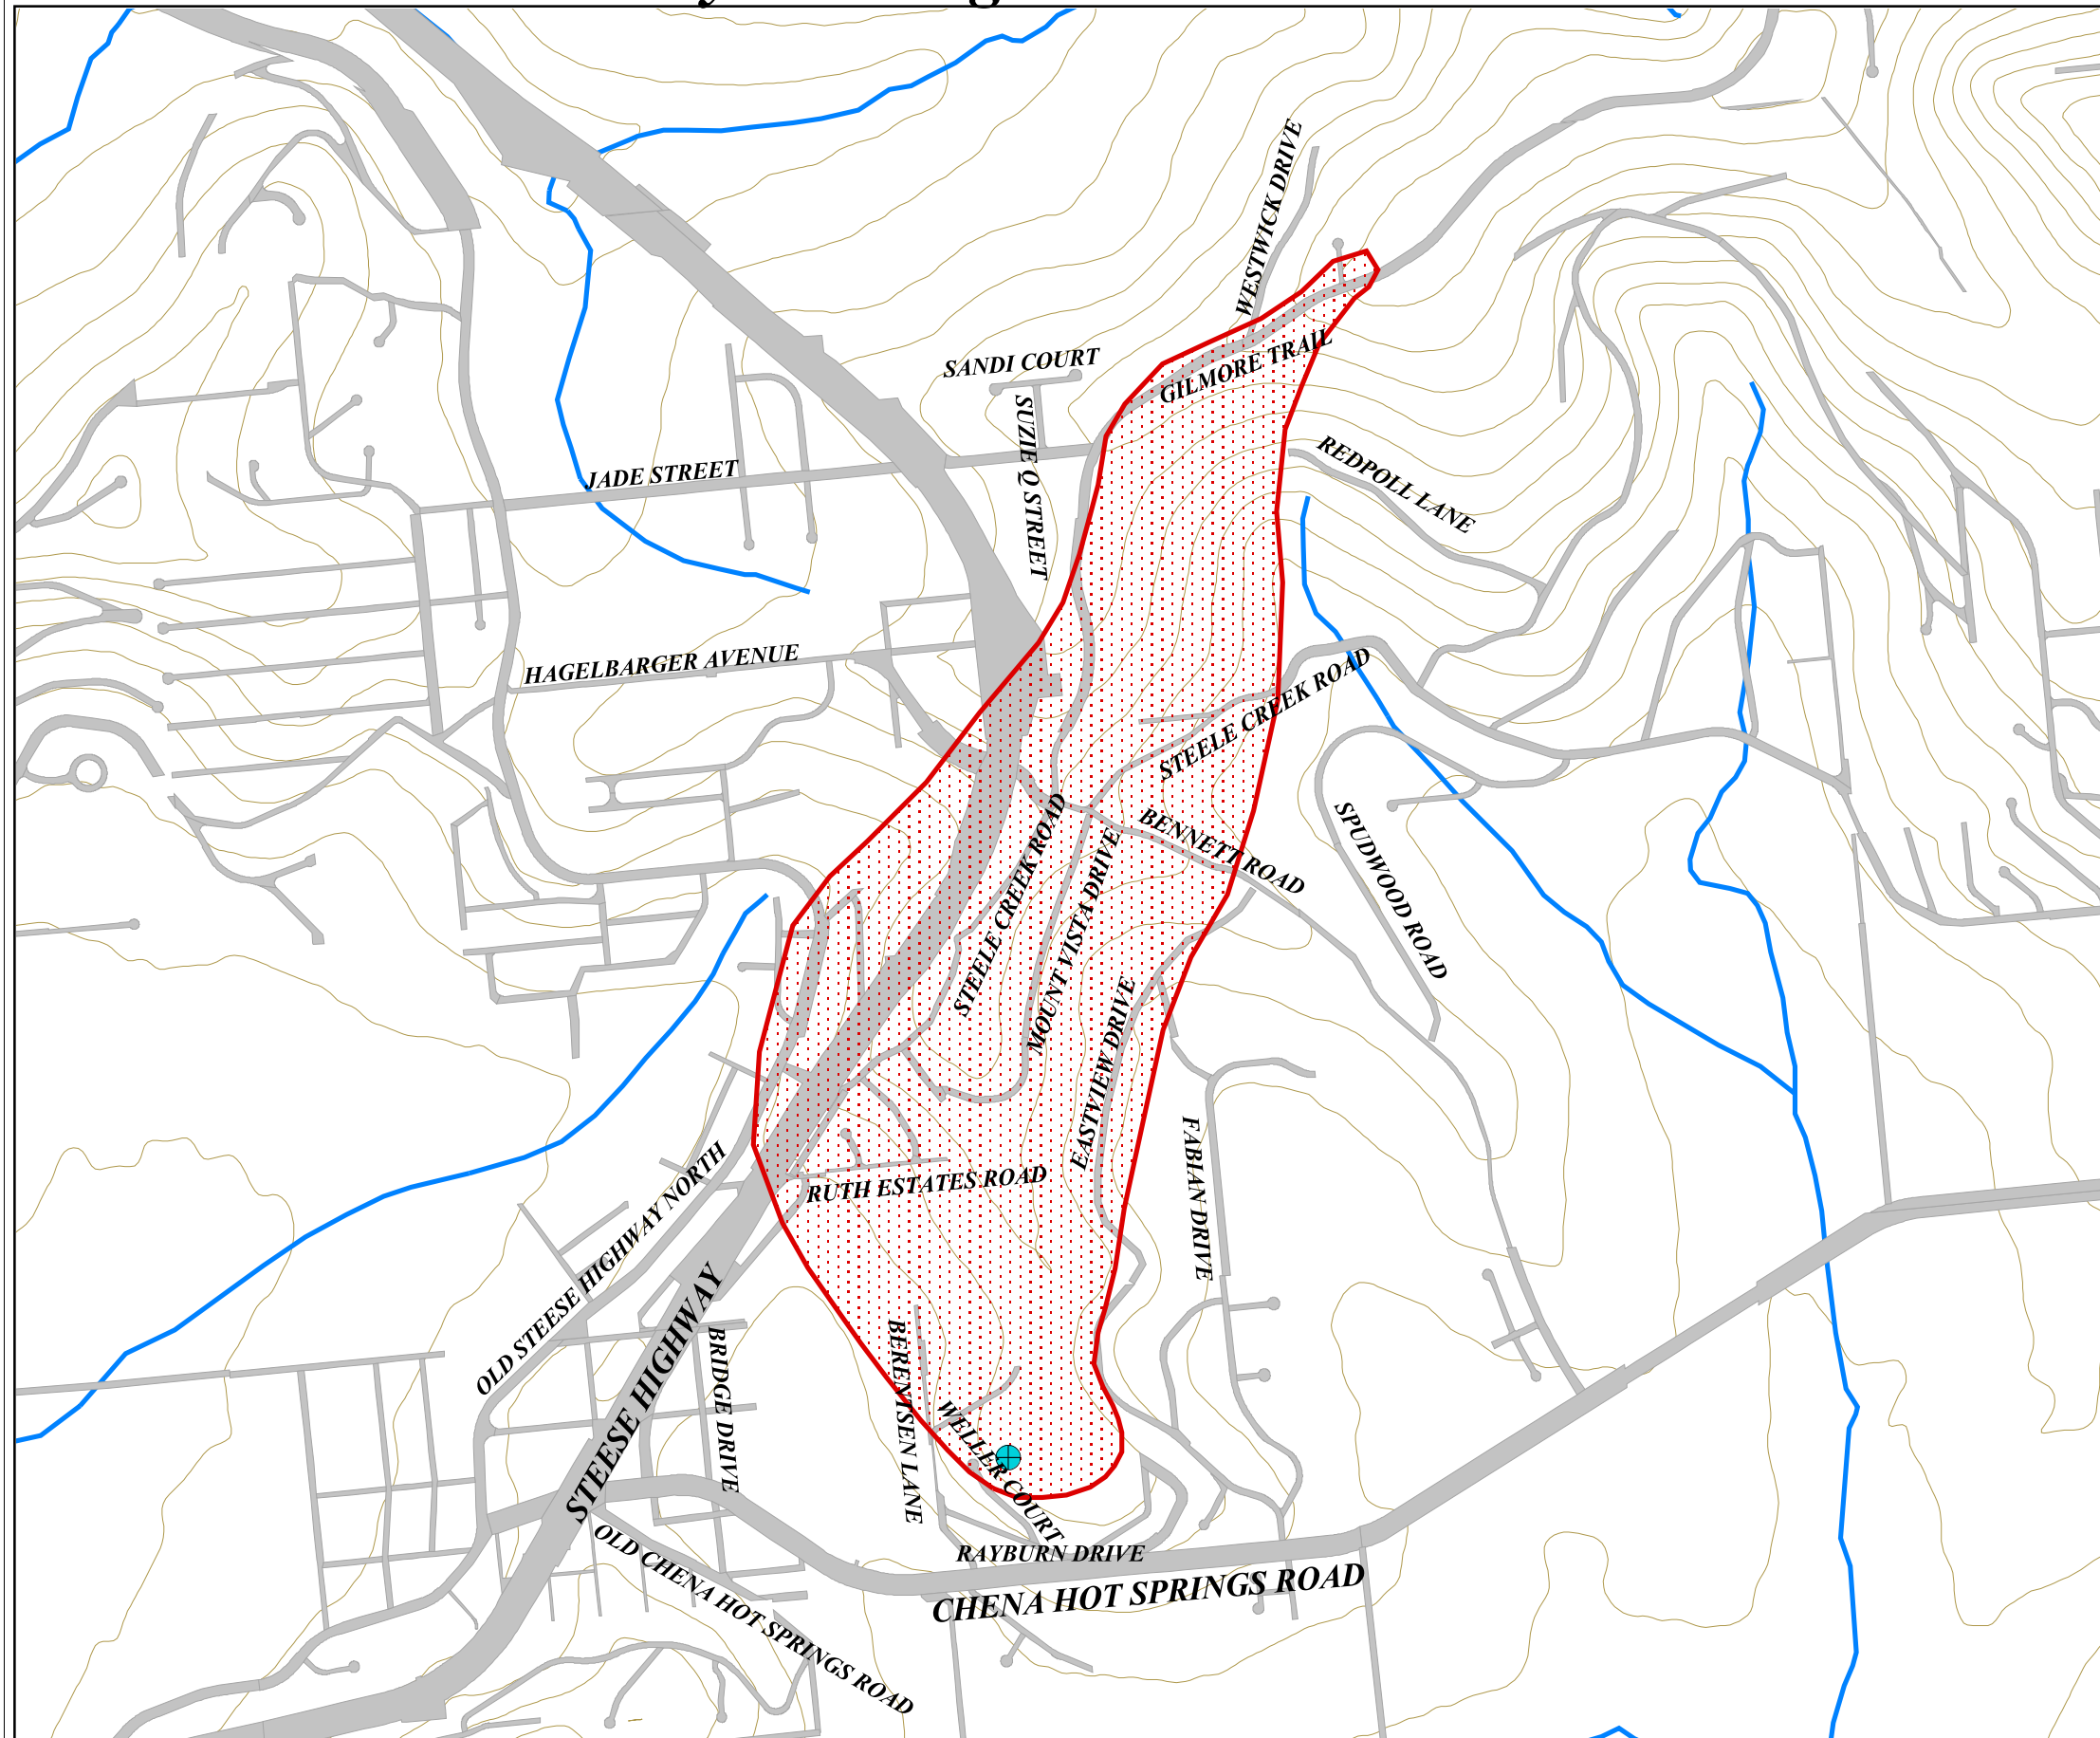 WESTWICK DRIVE
SANDI COURT
GILMORE TRAIL
SUZIE Q STREET
REDPOLL LANE
JADE STREET
HAGELBARGER AVENUE
STEELE CREEK ROAD
STEELE CREEK ROAD
BENNETT ROAD
SPUDWOOD ROAD
MOUNT VISTA DRIVE
EASTVIEW DRIVE
FABIAN DRIVE
RUTH ESTATES ROAD
OLD STEESE HIGHWAY NORTH
STEESE HIGHWAY
BRIDGE DRIVE
BERENTSEN LANE
WELLER COURT
RAYBURN DRIVE
CHENA HOT SPRINGS ROAD
OLD CHENA HOT SPRINGS ROAD